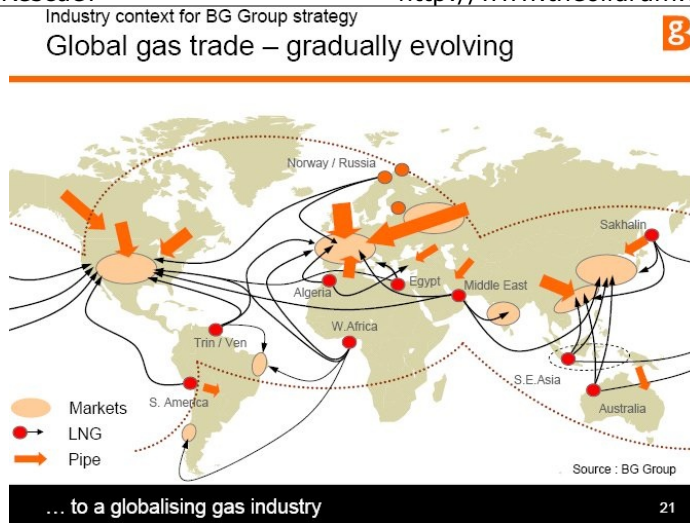 Industry context for BG Group strategy
Global gas trade – gradually evolving
g
Norway / Russia
Sakhalin
Algeria
Egypt
Middle East
Trin / Ven
W.Africa
S.E.Asia
S. America
Australia
Markets
LNG
Pipe
Source : BG Group
... to a globalising gas industry
21